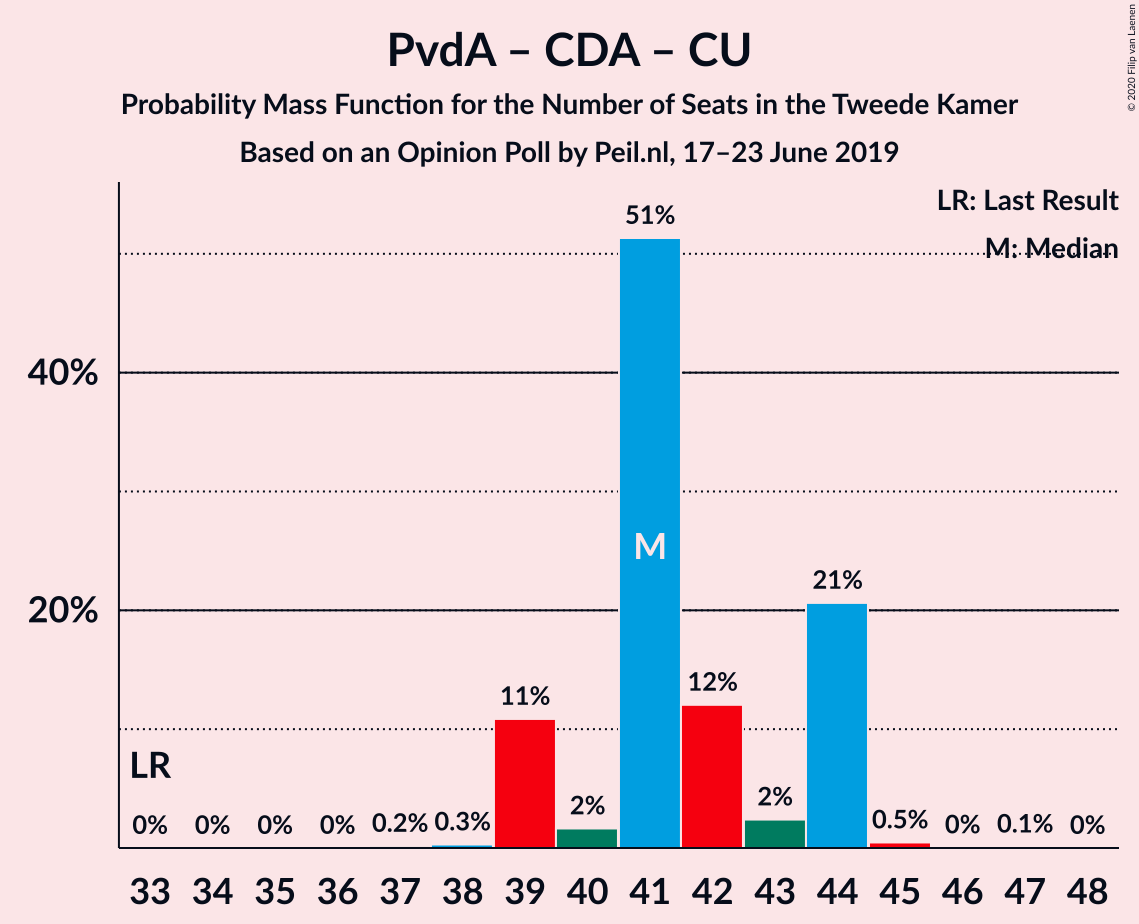 PvdA – CDA – CU
Probability Mass Function for the Number of Seats in the Tweede Kamer
Based on an Opinion Poll by Peil.nl, 17–23 June 2019
© 2020 Filip van Laenen
LR: Last Result
M: Median
51%
40%
M
21%
20%
12%
11%
LR
0% 0% 0% 0% 0.2% 0.3% 2% 2% 0.5% 0% 0.1% 0%
33 34 35 36 37 38 39 40 41 42 43 44 45 46 47 48